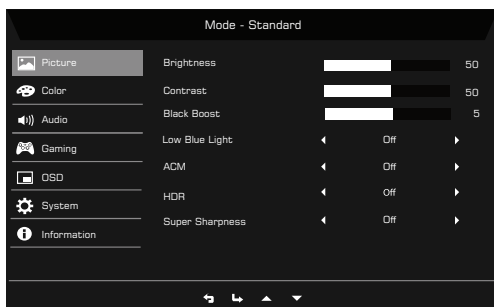 Mode - Standard
Picture
Color
Audio
Gaming
OSD
System
Information
Brightness 50
Contrast 50
Black Boost 5
Low Blue Light Off
ACM Off
HDR Off
Super Sharpness Off